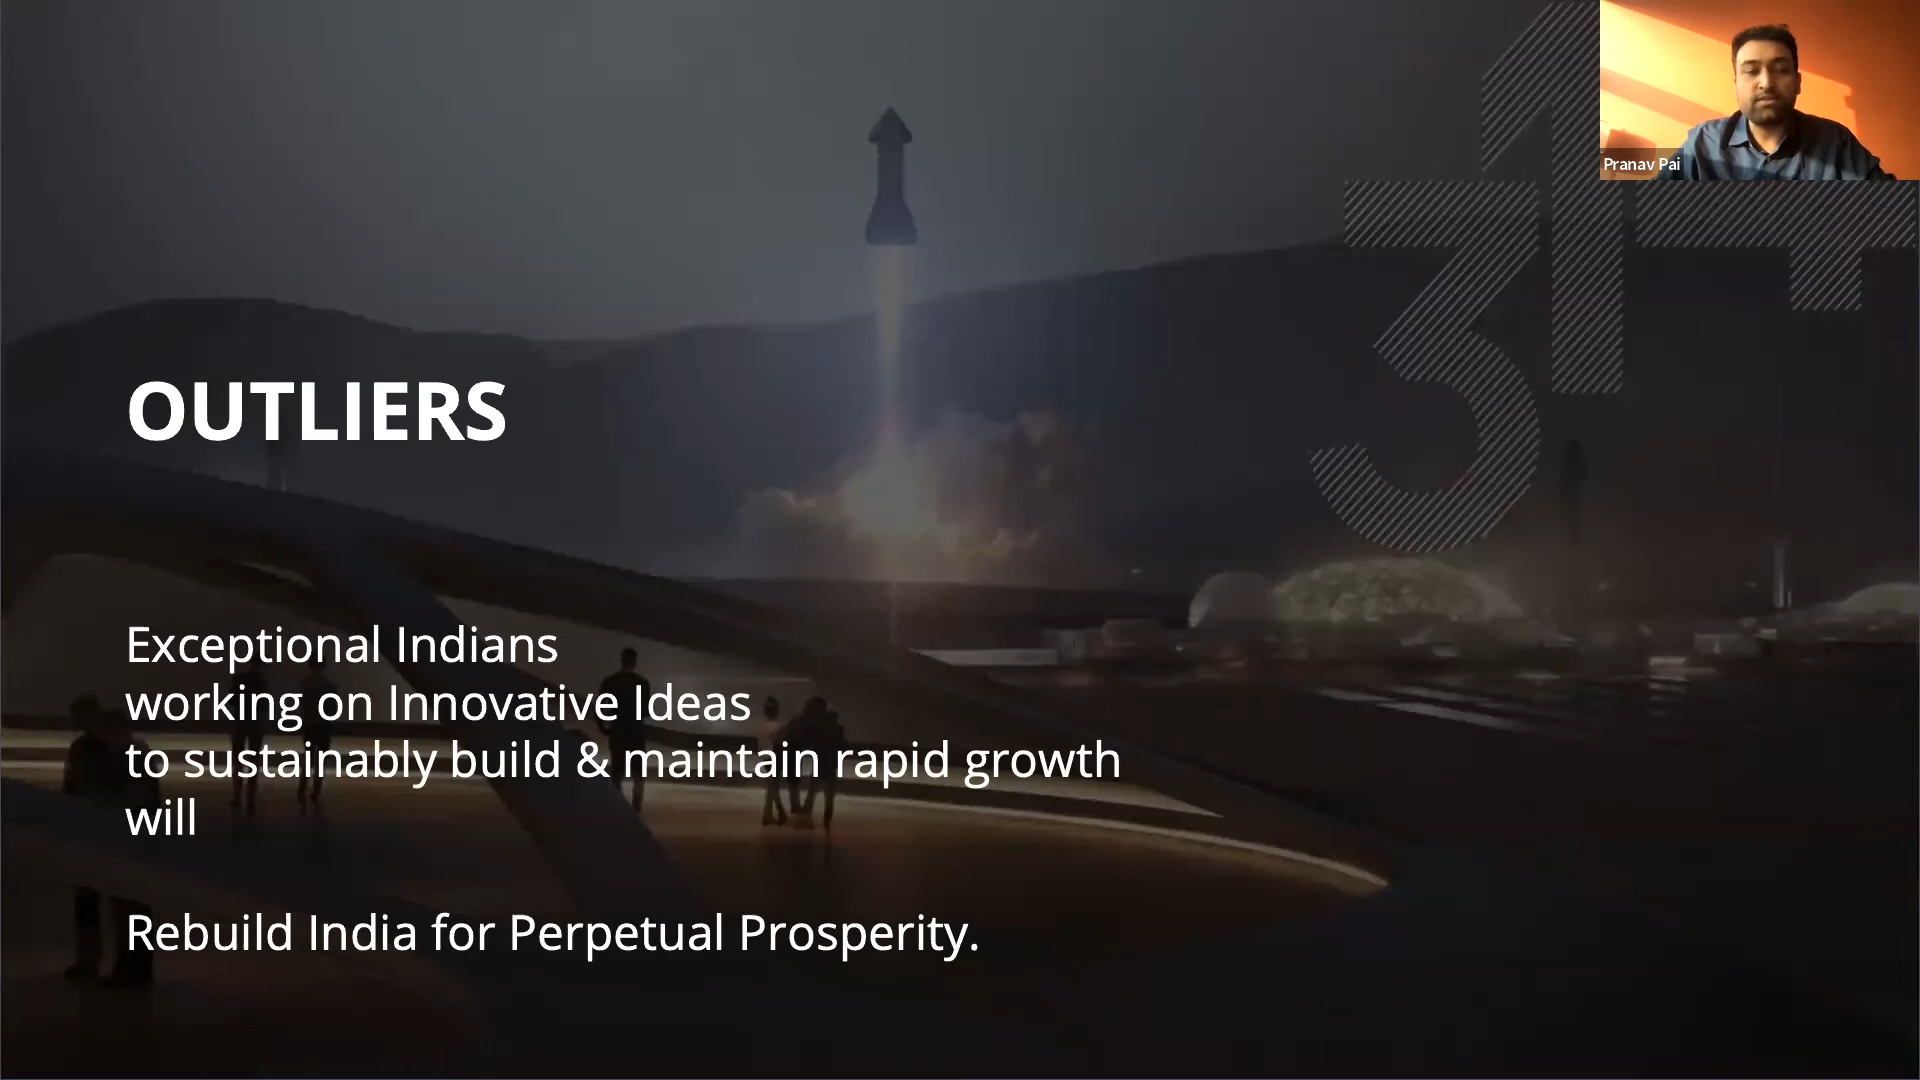 Pranav Pai
314
OUTLIERS
Exceptional Indians
working on Innovative Ideas
to sustainably build & maintain rapid growth
will
Rebuild India for Perpetual Prosperity.